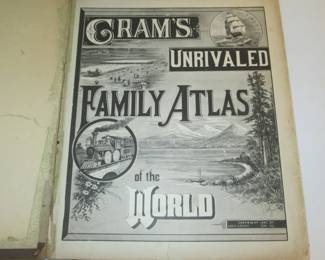 CRAM'S
UNRIVALED
FAMILY ATLAS
of the
WORLD